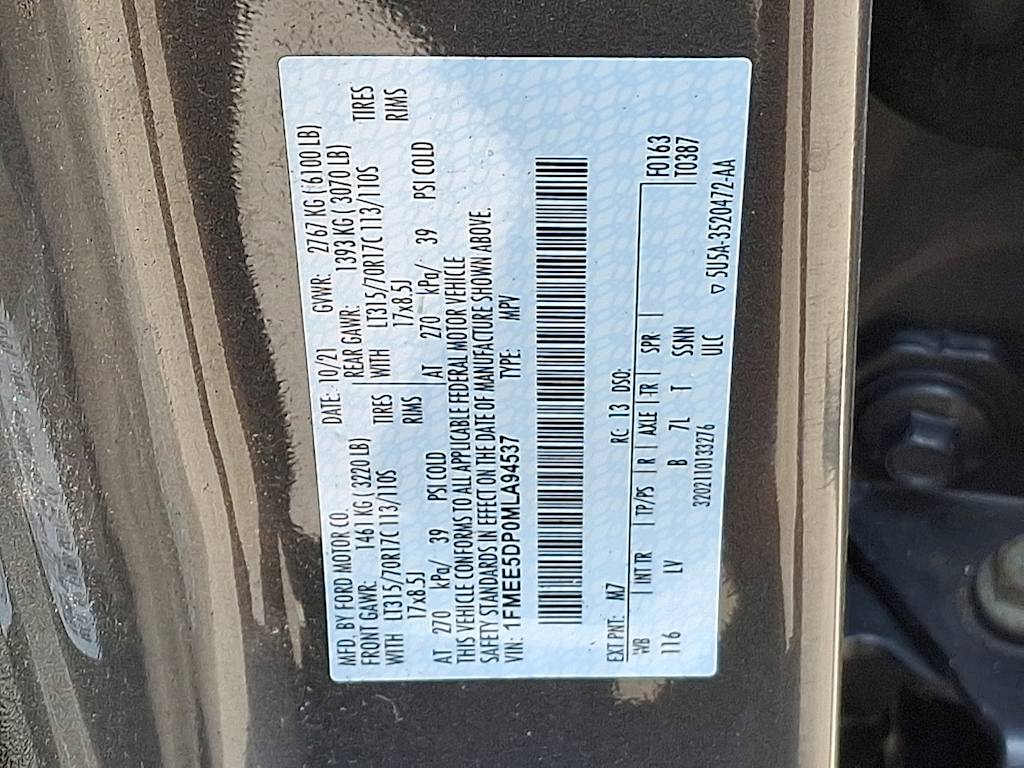 MFD. BY FORD MOTOR CO. DATE: 10/21 GVWR: 2767 KG ( 6100 LB)
FRONT GAWR: 1461 KG ( 3220 LB) REAR GAWR: 1393 KG ( 3070 LB)
WITH LT315/70R17C 113/110S TIRES WITH LT315/70R17C 113/110S TIRES
17x8.5J RIMS 17x8.5J RIMS
AT 270 kPa/ 39 PSI COLD AT 270 kPa/ 39 PSI COLD
THIS VEHICLE CONFORMS TO ALL APPLICABLE FEDERAL MOTOR VEHICLE
SAFETY STANDARDS IN EFFECT ON THE DATE OF MANUFACTURE SHOWN ABOVE.
VIN: 1FMEE5DP0MLA94537 TYPE: MPV
EXT PNT: M7 RC: 13 DSO: F0163
WB INT TR TP/PS R AXLE TR SPR T0387
116 LV B 7L T SSNN
320210133276 ULC ▽ 5U5A-3520472-AA